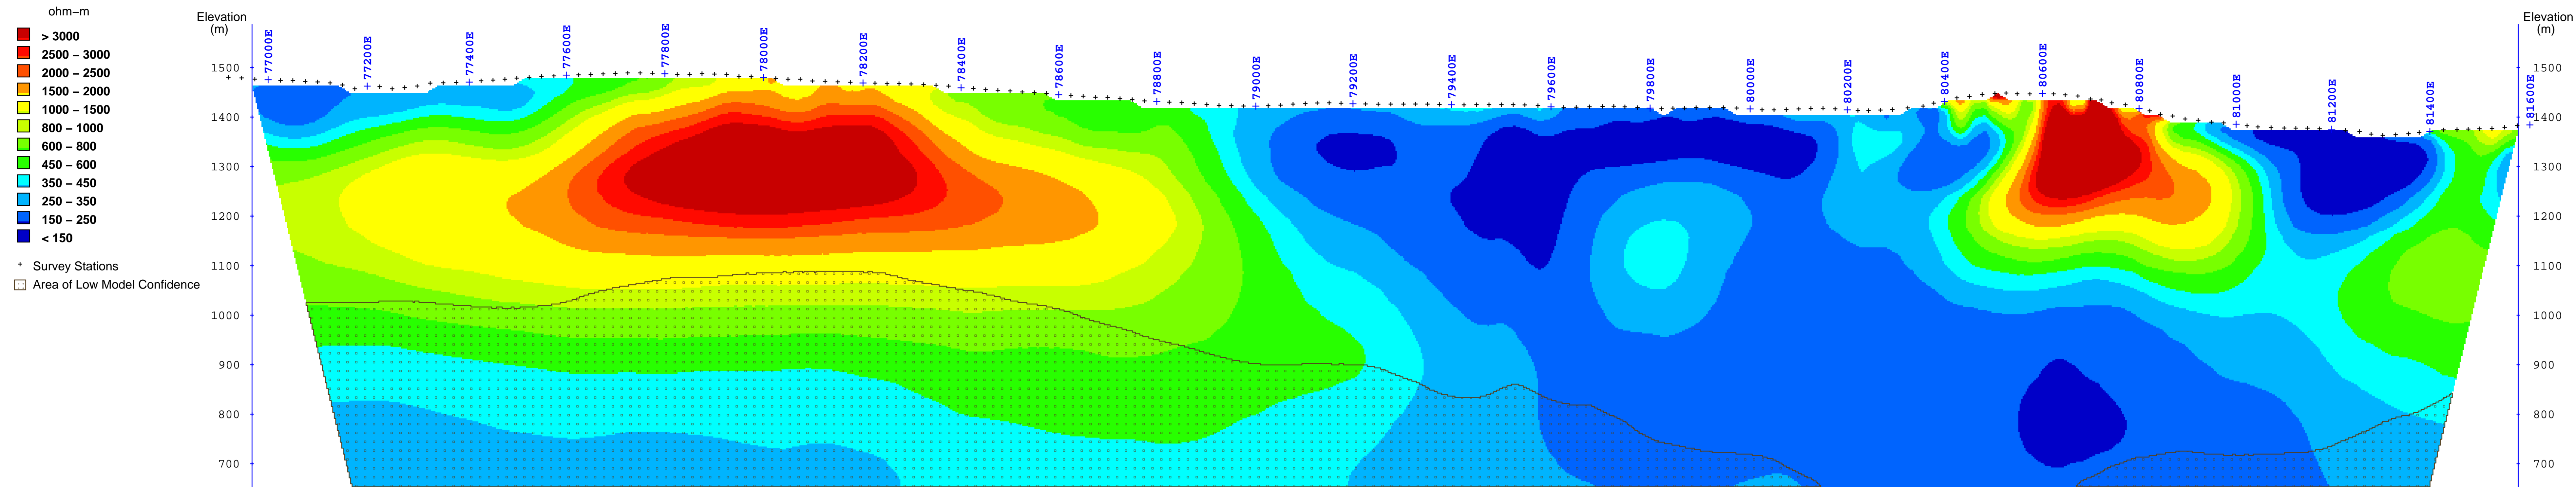 ohm-m
> 3000
2500 - 3000
2000 - 2500
1500 - 2000
1000 - 1500
800 - 1000
600 - 800
450 - 600
350 - 450
250 - 350
150 - 250
< 150
Survey Stations
Area of Low Model Confidence
Elevation
(m)
1500
1400
1300
1200
1100
1000
900
800
700
77000E
77200E
77400E
77600E
77800E
78000E
78200E
78400E
78600E
78800E
79000E
79200E
79400E
79600E
79800E
80000E
80200E
80400E
80600E
80800E
81000E
81200E
81400E
81600E
Elevation
(m)
1500
1400
1300
1200
1100
1000
900
800
700